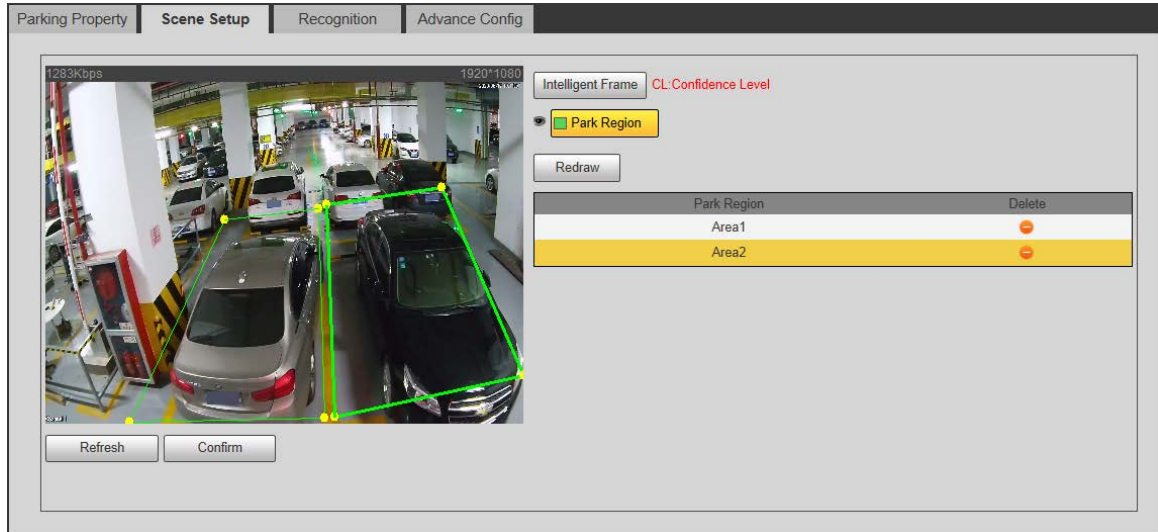 Parking Property
Scene Setup
Recognition
Advance Config
1283Kbps
1920*1080
Intelligent Frame
CL:Confidence Level
Park Region
Redraw
Park Region
Delete
Area1
Area2
Refresh
Confirm